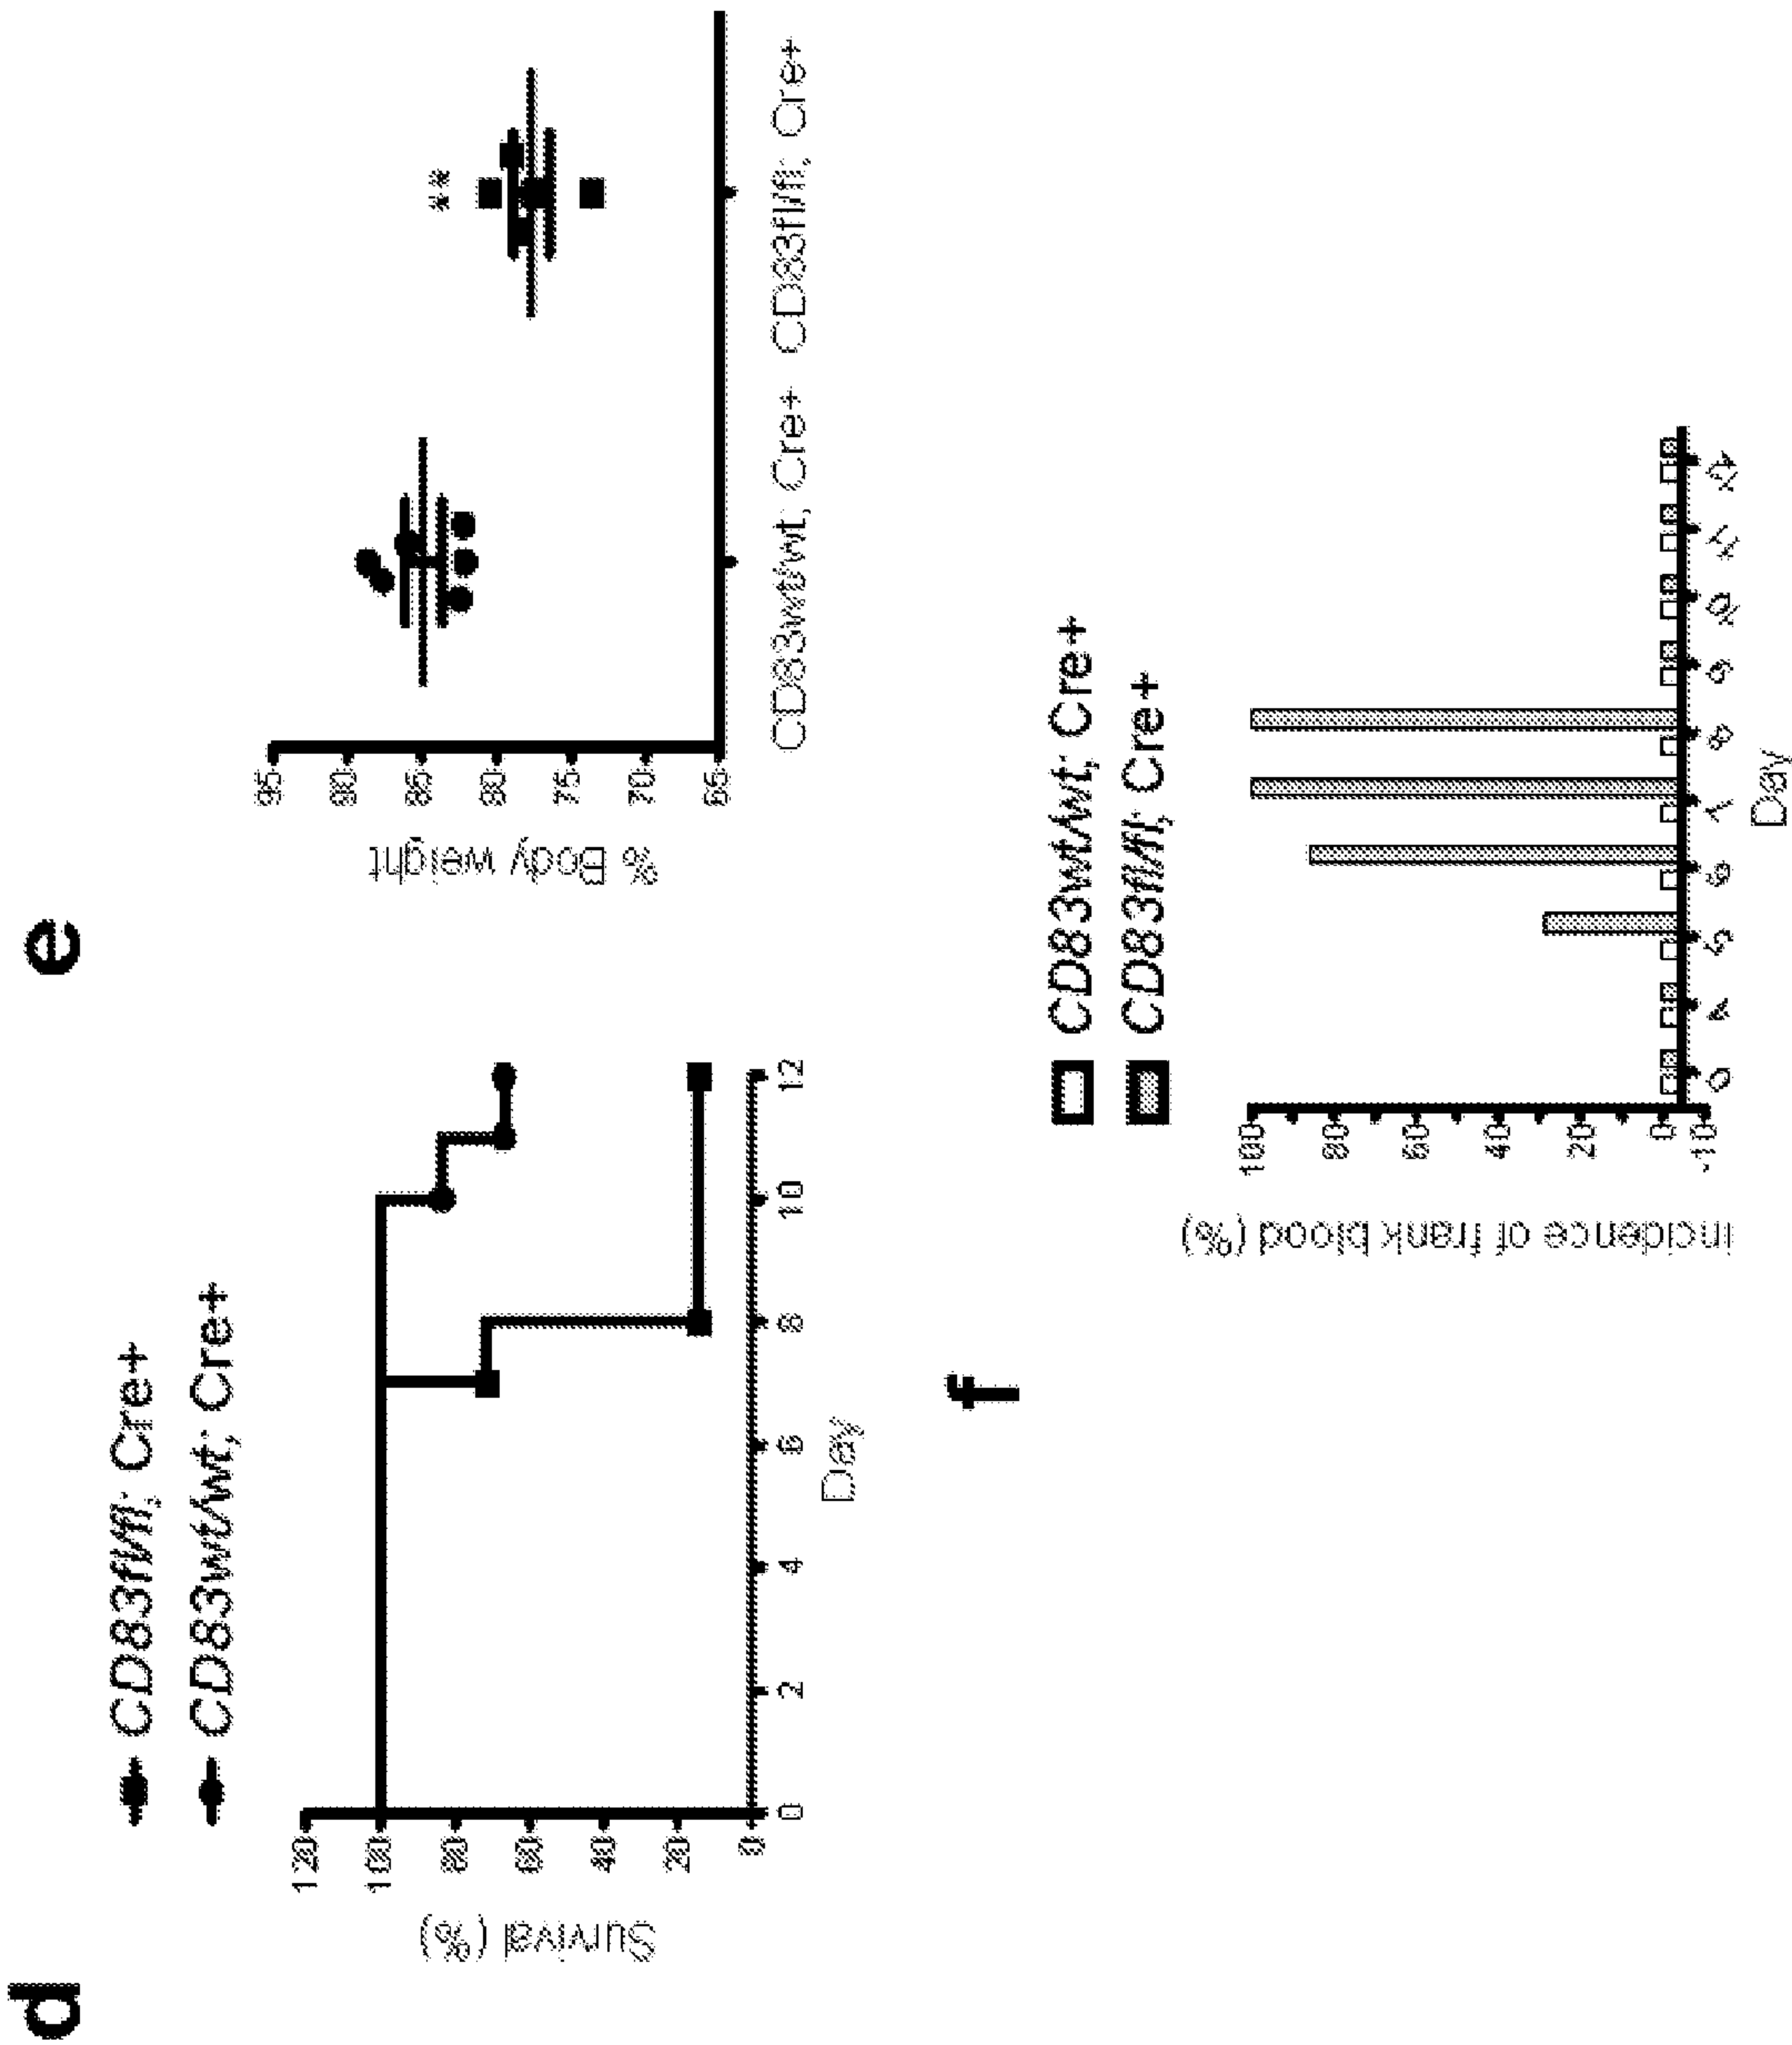 d
CD83fl/fl; Cre+
CD83wt/wt; Cre+
Survival (%)
120
100
80
60
40
20
0
0 2 4 6 8 10 12
Day
e
% Body weight
95
90
85
80
75
70
65
**
CD83wt/wt; Cre+ CD83fl/fl; Cre+
f
CD83wt/wt; Cre+
CD83fl/fl; Cre+
incidence of frank blood (%)
100
80
60
40
20
0
-10
0 4 5 6 7 8 9 10 11 12
Day